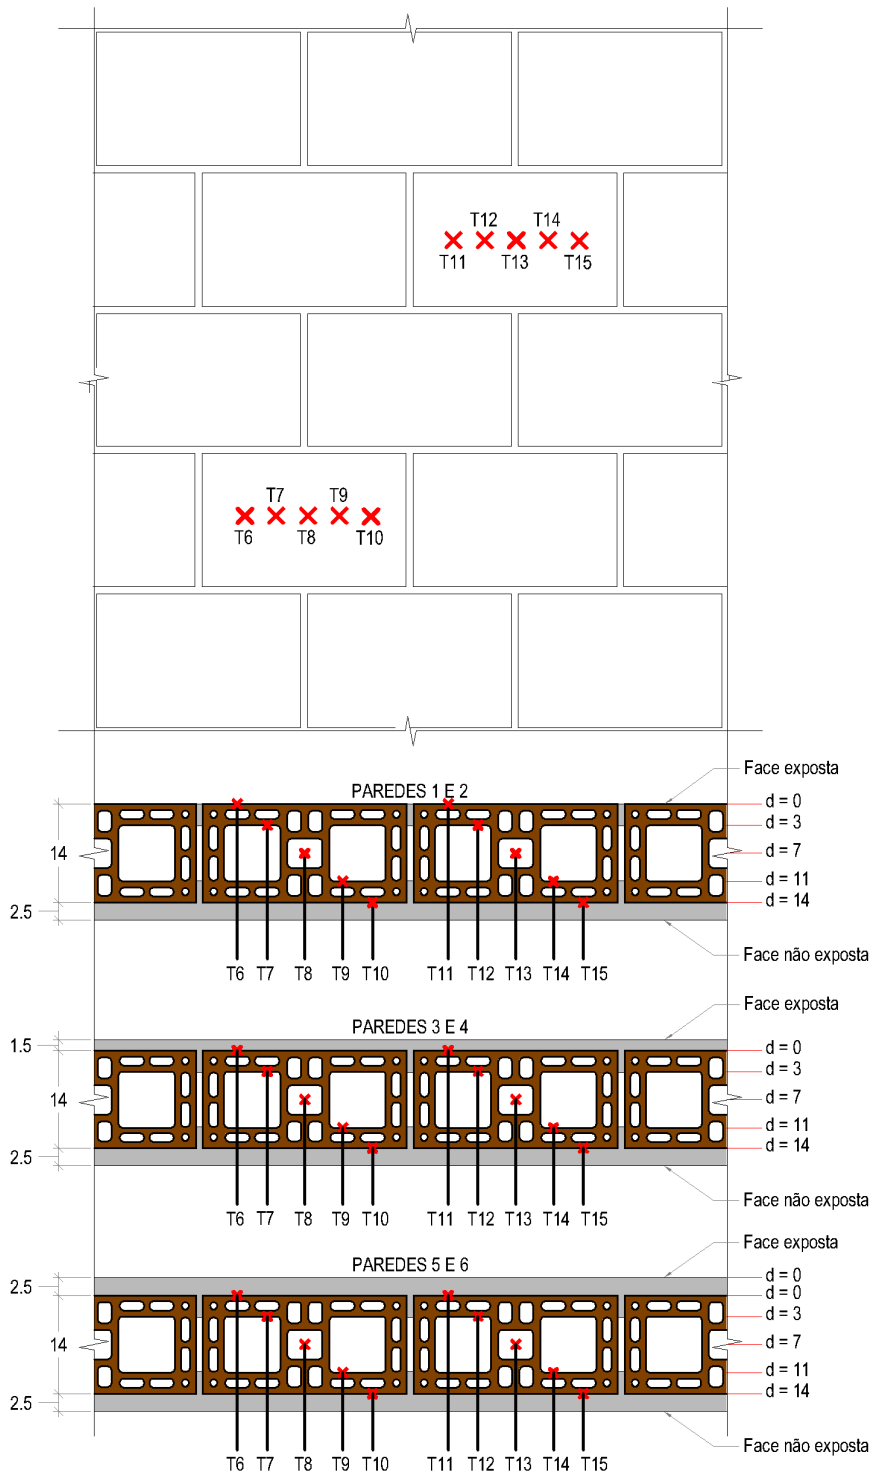 T12 T14
T11 T13 T15
T7 T9
T6 T8 T10
Face exposta
PAREDES 1 E 2
d = 0
d = 3
14
d = 7
d = 11
d = 14
2.5
Face não exposta
T6 T7 T8 T9 T10 T11 T12 T13 T14 T15
Face exposta
PAREDES 3 E 4
1.5
d = 0
d = 3
14
d = 7
d = 11
d = 14
2.5
Face não exposta
T6 T7 T8 T9 T10 T11 T12 T13 T14 T15
Face exposta
PAREDES 5 E 6
d = 0
2.5
d = 0
d = 3
14
d = 7
d = 11
d = 14
2.5
Face não exposta
T6 T7 T8 T9 T10 T11 T12 T13 T14 T15